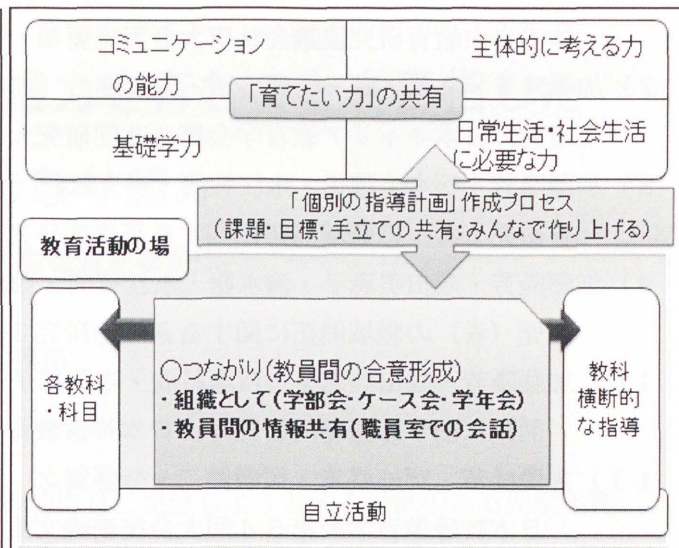 コミュニケーション
の能力
主体的に考える力
「育てたい力」の共有
基礎学力
日常生活・社会生活
に必要な力
「個別の指導計画」作成プロセス
(課題・目標・手立ての共有:みんなで作り上げる)
教育活動の場
各教科
・科目
〇つながり(教員間の合意形成)
・組織として(学部会・ケース会・学年会)
・教員間の情報共有(職員室での会話)
教科
横断的
な指導
自立活動